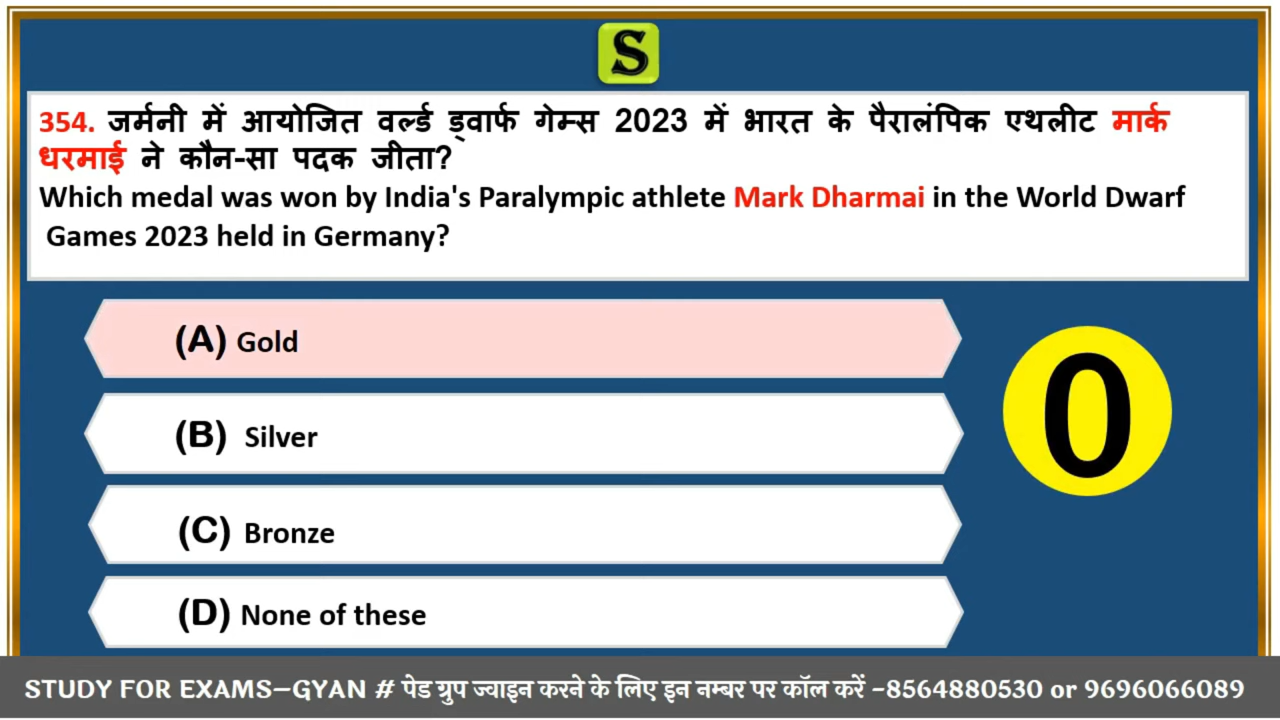 S
354. जर्मनी में आयोजित वर्ल्ड ड्वार्फ गेम्स 2023 में भारत के पैरालंपिक एथलीट मार्क
धरमाई ने कौन-सा पदक जीता?
Which medal was won by India's Paralympic athlete Mark Dharmai in the World Dwarf
Games 2023 held in Germany?
(A) Gold
(B) Silver
0
(C) Bronze
(D) None of these
STUDY FOR EXAMS–GYAN # पेड ग्रुप ज्वाइन करने के लिए इन नम्बर पर कॉल करें -8564880530 or 9696066089